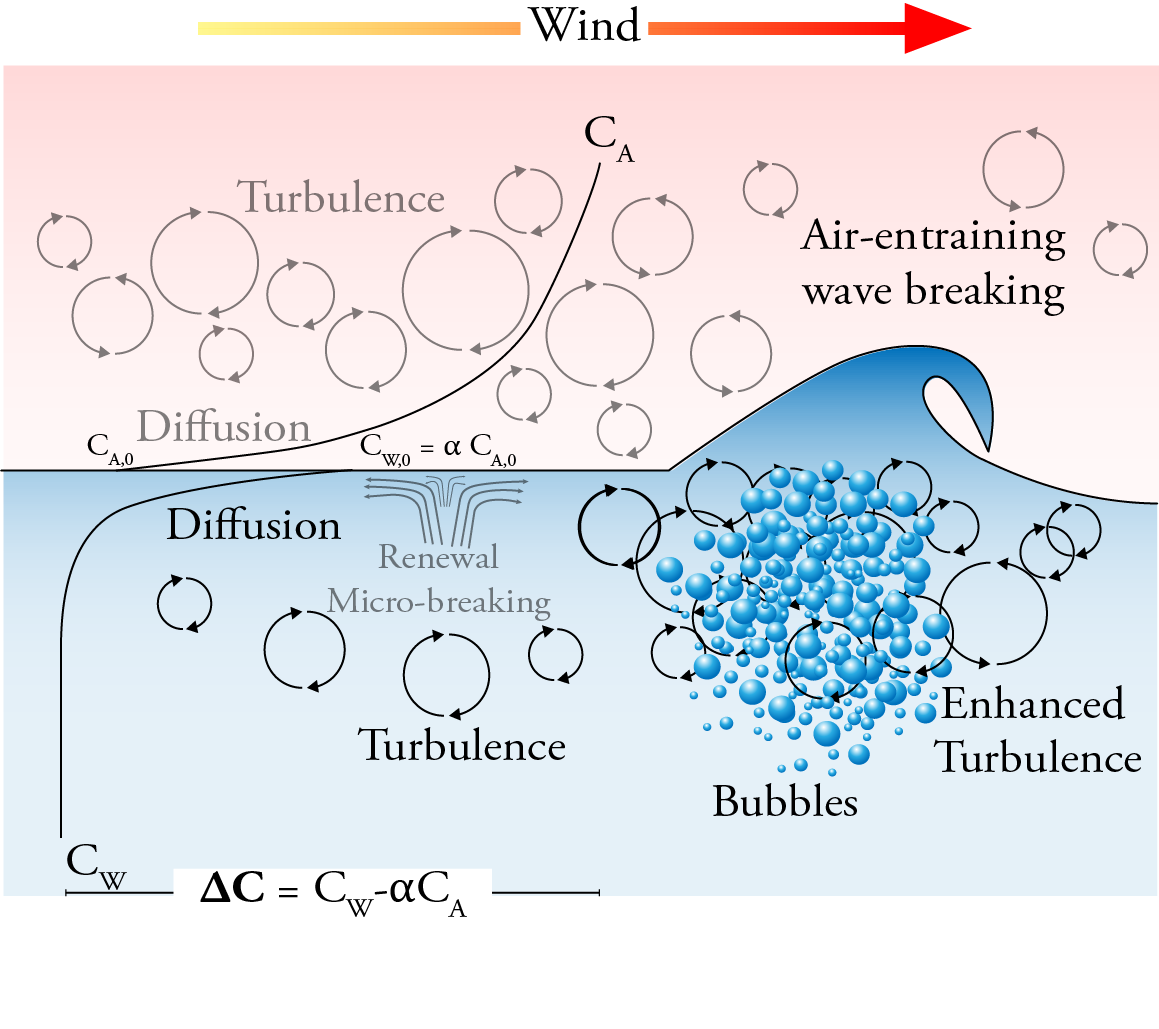 Wind
C_A
Turbulence
Air-entraining
wave breaking
Diffusion
C_A,0
C_W,0 = α C_A,0
Diffusion
Renewal
Micro-breaking
Turbulence
Enhanced
Turbulence
Bubbles
C_W
ΔC = C_W-αC_A